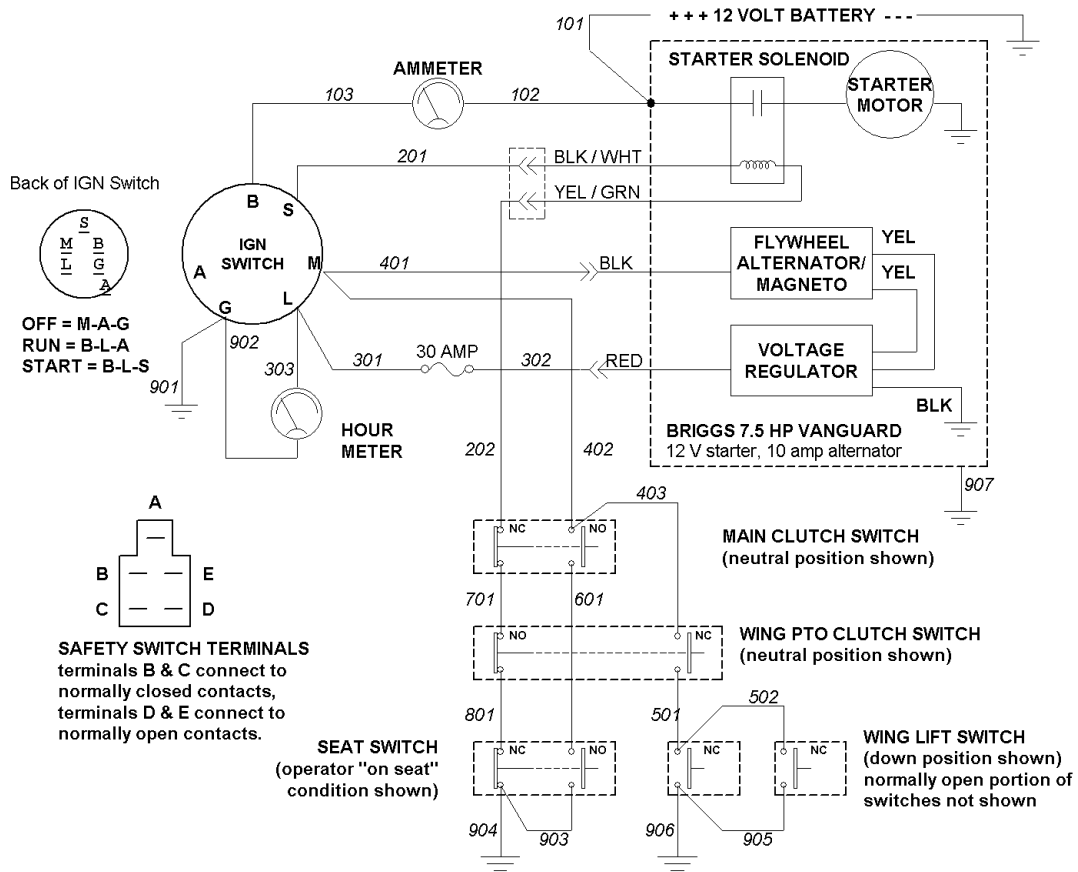 + + + 12 VOLT BATTERY - - -
101
STARTER SOLENOID
STARTER
MOTOR
AMMETER
103
102
201
BLK / WHT
YEL / GRN
Back of IGN Switch
S
M
B
L
G
A
B
S
IGN
SWITCH
A
M
G
L
401
BLK
FLYWHEEL
ALTERNATOR/
MAGNETO
YEL
YEL
OFF = M-A-G
RUN = B-L-A
START = B-L-S
902
901
303
301
30 AMP
302
RED
VOLTAGE
REGULATOR
BLK
HOUR
METER
BRIGGS 7.5 HP VANGUARD
12 V starter, 10 amp alternator
907
202
402
403
NC
NO
MAIN CLUTCH SWITCH
(neutral position shown)
A
B
E
C
D
SAFETY SWITCH TERMINALS
terminals B & C connect to
normally closed contacts,
terminals D & E connect to
normally open contacts.
701
601
NO
NC
WING PTO CLUTCH SWITCH
(neutral position shown)
801
501
502
SEAT SWITCH
(operator "on seat"
condition shown)
NC
NO
NC
NC
WING LIFT SWITCH
(down position shown)
normally open portion of
switches not shown
904
903
906
905